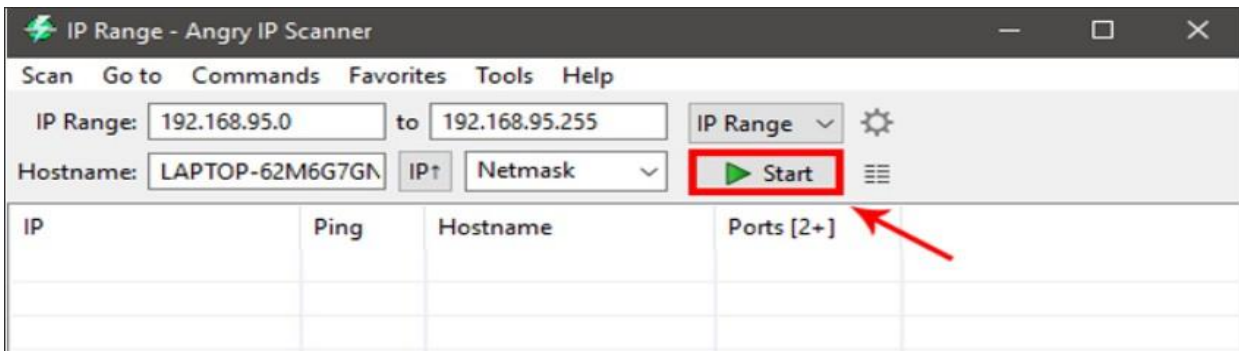 IP Range - Angry IP Scanner
Scan Go to Commands Favorites Tools Help
IP Range: 192.168.95.0 to 192.168.95.255 IP Range
Hostname: LAPTOP-62M6G7GN IP↑ Netmask Start
IP Ping Hostname Ports [2+]